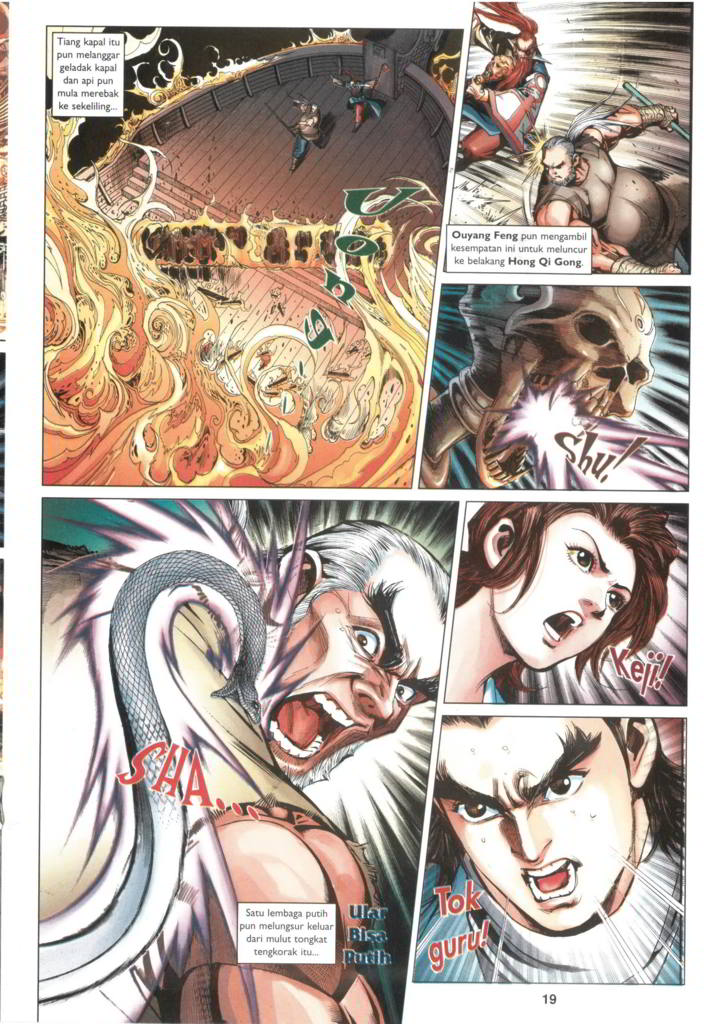 Tiang kapal itu
pun melanggar
geladak kapal
dan api pun
mula merebak
ke sekeliling...
Uong
Ouyang Feng pun mengambil
kesempatan ini untuk meluncur
ke belakang Hong Qi Gong.
Shu!
SHA...
Satu lembaga putih
pun melungsur keluar
dari mulut tongkat
tengkorak itu...
Ular
Bisa
Putih
Keji!
Tok
guru!
19